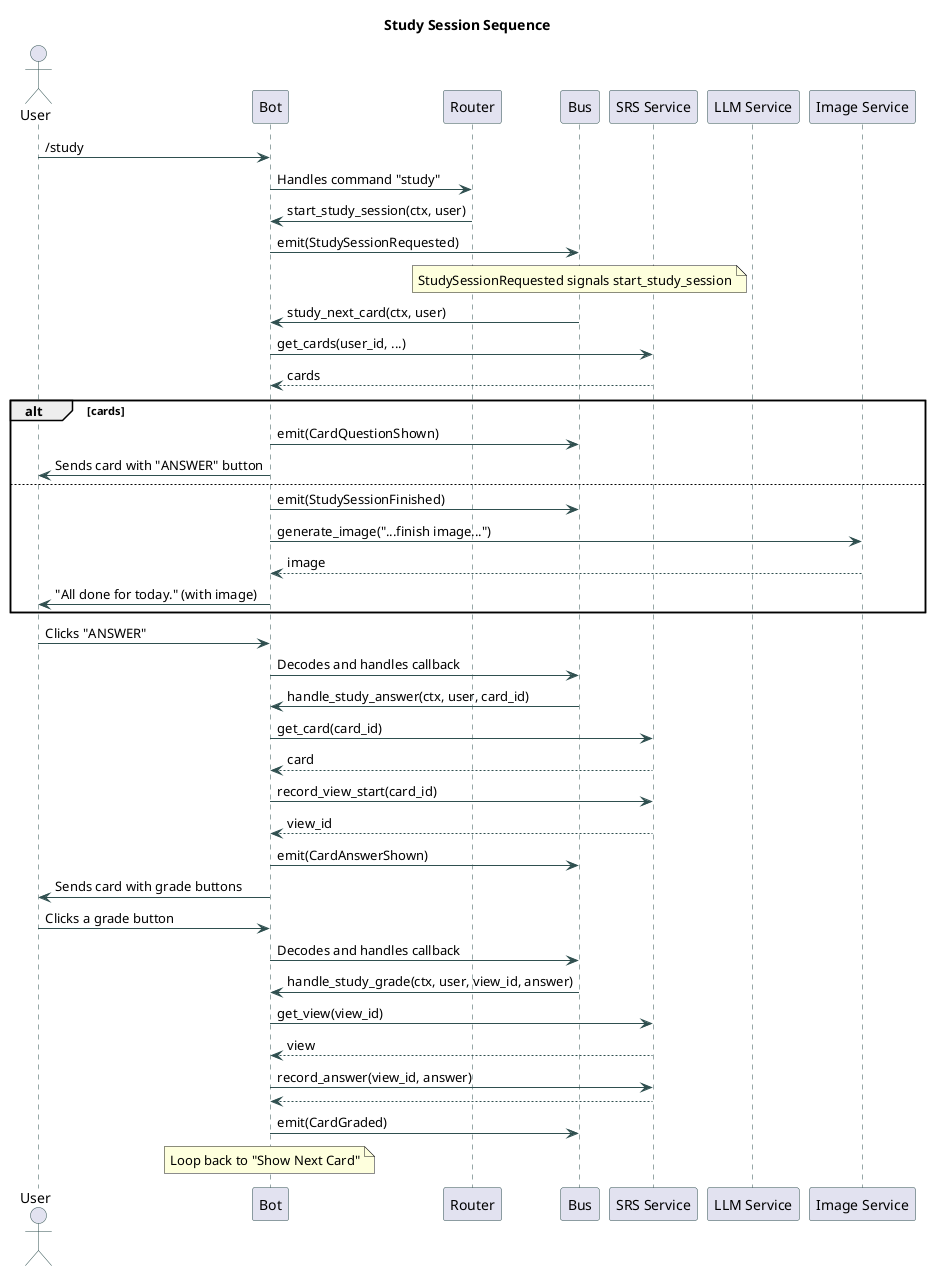 Study Session Sequence
User
Bot
Router
Bus
SRS Service
LLM Service
Image Service
/study
Handles command "study"
start_study_session(ctx, user)
emit(StudySessionRequested)
StudySessionRequested signals start_study_session
study_next_card(ctx, user)
get_cards(user_id, ...)
cards
alt
[cards]
emit(CardQuestionShown)
Sends card with "ANSWER" button
emit(StudySessionFinished)
generate_image("...finish image...")
image
"All done for today." (with image)
Clicks "ANSWER"
Decodes and handles callback
handle_study_answer(ctx, user, card_id)
get_card(card_id)
card
record_view_start(card_id)
view_id
emit(CardAnswerShown)
Sends card with grade buttons
Clicks a grade button
Decodes and handles callback
handle_study_grade(ctx, user, view_id, answer)
get_view(view_id)
view
record_answer(view_id, answer)
emit(CardGraded)
Loop back to "Show Next Card"
User
Bot
Router
Bus
SRS Service
LLM Service
Image Service